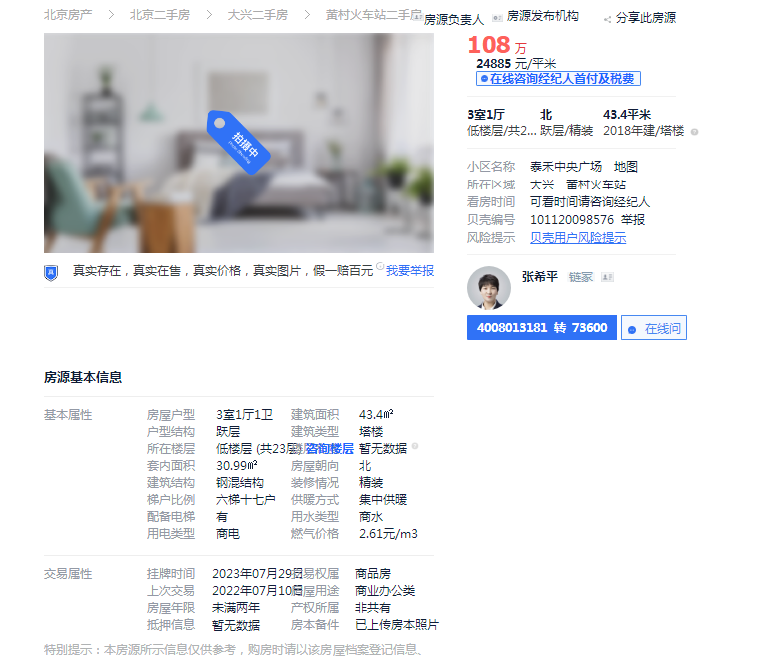 北京房产 > 北京二手房 > 大兴二手房 > 黄村火车站二手房
房源负责人 房源发布机构 分享此房源
108 万
24885 元/平米
在线咨询经纪人首付及税费
3室1厅 北 43.4平米
低楼层/共2... 跃层/精装 2018年建/塔楼
小区名称 泰禾中央广场 地图
所在区域 大兴 黄村火车站
看房时间 可看时间请咨询经纪人
贝壳编号 101120098576 举报
风险提示 贝壳用户风险提示
拍摄中
真实存在，真实在售，真实价格，真实图片，假一赔百元 我要举报
张希平 链家
4008013181 转 73600 在线问
房源基本信息
基本属性 房屋户型 3室1厅1卫 建筑面积 43.4㎡
户型结构 跃层 建筑类型 塔楼
所在楼层 低楼层 (共23层) 咨询楼层 暂无数据
套内面积 30.99㎡ 房屋朝向 北
建筑结构 钢混结构 装修情况 精装
梯户比例 六梯十七户 供暖方式 集中供暖
配备电梯 有 用水类型 商水
用电类型 商电 燃气价格 2.61元/m3
交易属性 挂牌时间 2023年07月29日 交易权属 商品房
上次交易 2022年07月10日 房屋用途 商业办公类
房屋年限 未满两年 产权所属 非共有
抵押信息 暂无数据 房本备件 已上传房本照片
特别提示：本房源所示信息仅供参考，购房时请以该房屋档案登记信息、